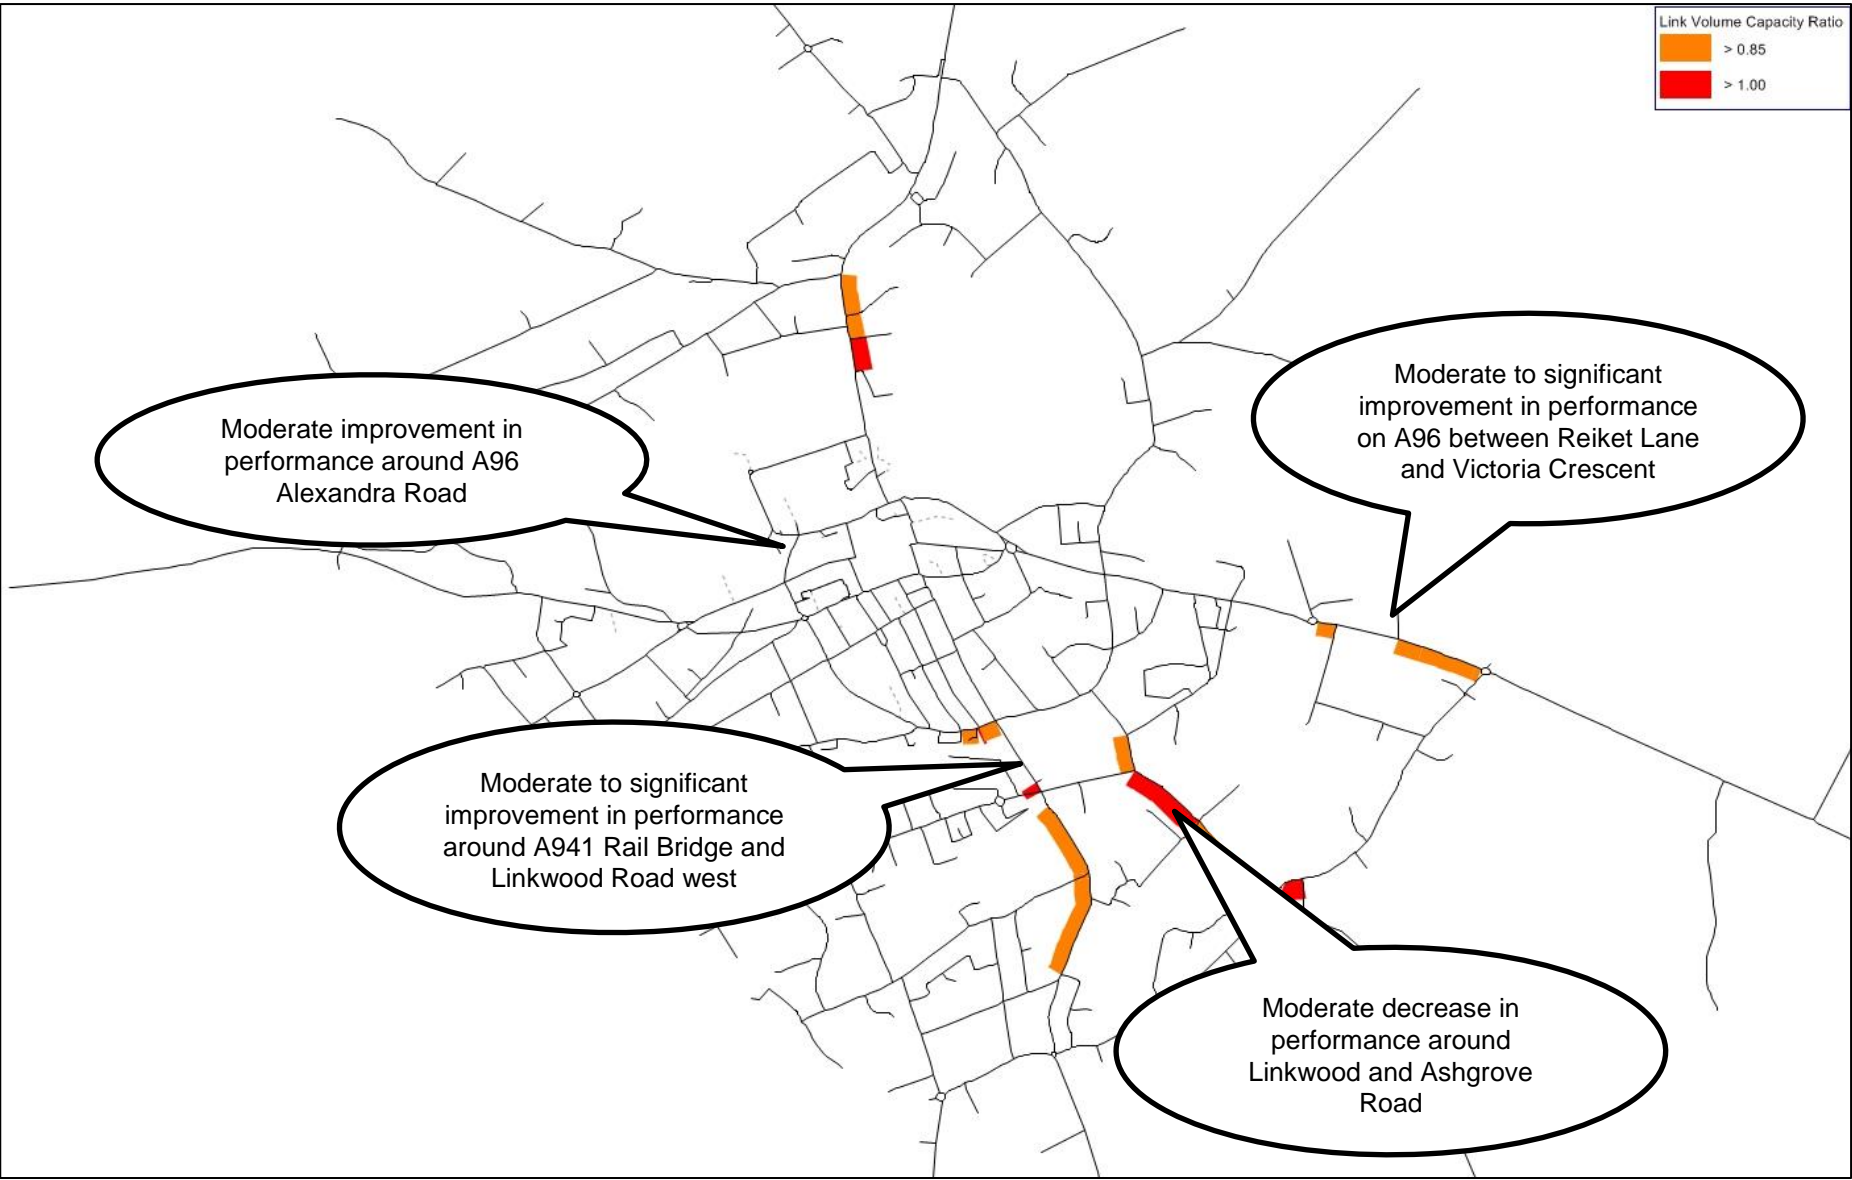 Link Volume Capacity Ratio
> 0.85
> 1.00
Moderate to significant
improvement in performance
on A96 between Reiket Lane
and Victoria Crescent
Moderate improvement in
performance around A96
Alexandra Road
Moderate to significant
improvement in performance
around A941 Rail Bridge and
Linkwood Road west
Moderate decrease in
performance around
Linkwood and Ashgrove
Road